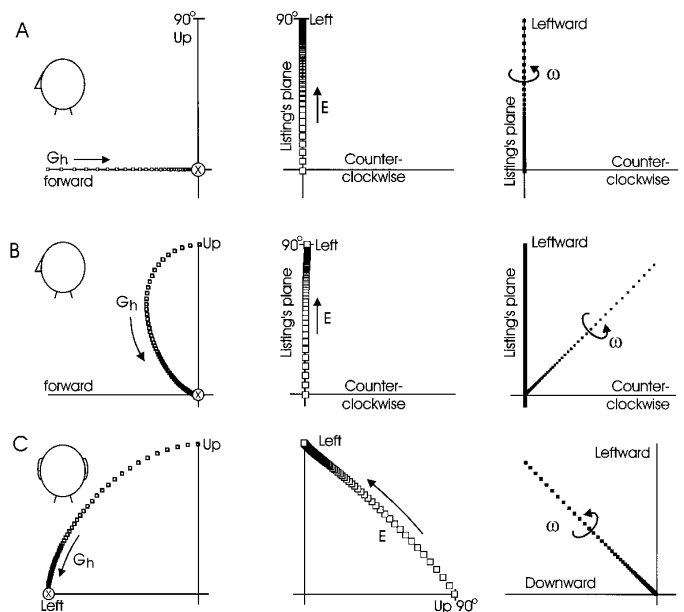 A
90° Up
Gh
forward
X
90° Left
Listing's plane
E
Counter-
clockwise
Leftward
Listing's plane
ω
Counter-
clockwise
B
Up
Gh
forward
X
90° Left
Listing's plane
E
Counter-
clockwise
Leftward
Listing's plane
ω
Counter-
clockwise
C
Up
Gh
X
Left
Left
E
Up 90°
Leftward
ω
Downward